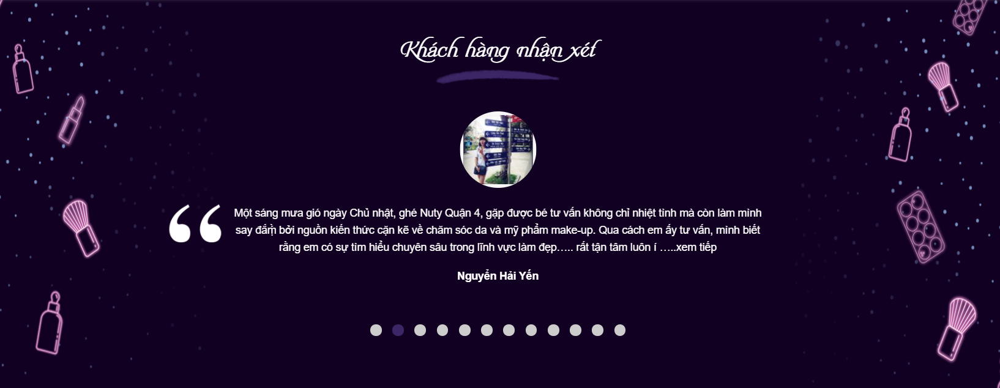 Khách hàng nhận xét
Một sáng mưa gió ngày Chủ nhật, ghé Nuty Quận 4, gặp được bé tư vấn không chỉ nhiệt tình mà còn làm mình
say đắm̀ bởi nguồn kiến thức cặn kẽ về chăm sóc da và mỹ phẩm make-up. Qua cách em ấy tư vấn, mình biết
rằng em có sự tìm hiểu chuyên sâu trong lĩnh vực làm đẹp….. rất tận tâm luôn í …..xem tiếp
Nguyển Hải Yến